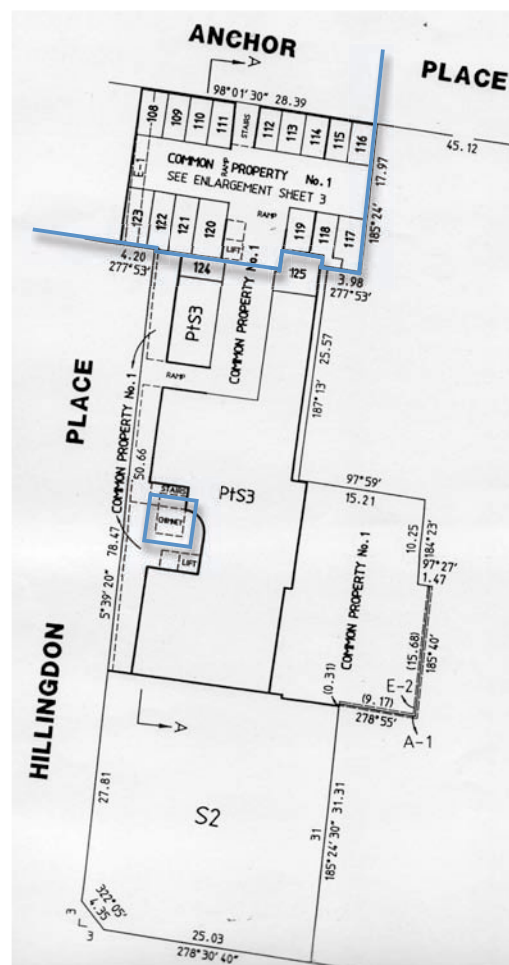 ANCHOR
PLACE
A
98°01'30" 28.39
45.12
108
109
110
111
STAIRS
112
113
114
115
116
17.97
185°24'
E-1
COMMON PROPERTY No.1
RAMP
SEE ENLARGEMENT SHEET 3
RAMP
123
122
121
120
LIFT
119
118
117
4.20
277°53'
3.98
277°53'
124
125
PtS3
COMMON PROPERTY No.1
RAMP
25.57
187°13'
PLACE
COMMON PROPERTY No.1
50.66
78.47
5°39'20"
STAIRS
CHIMNEY
LIFT
PtS3
97°59'
15.21
10.25
184°23'
97°27'
1.47
COMMON PROPERTY No.1
(15.68)
185°40'
(0.31)
(9.17)
278°55'
E-2
A-1
HILLINGDON
A
27.81
S2
31
31.31
185°24'30"
322°05'
4.35
3
3
25.03
278°30'40"